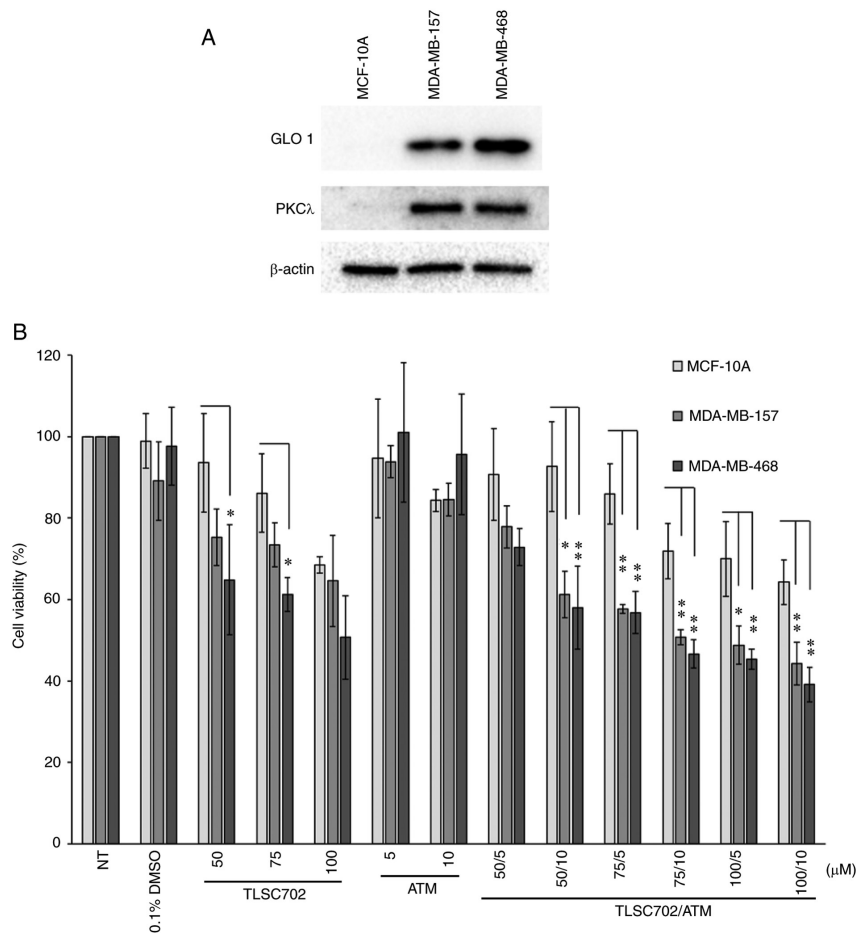 A
MCF-10A
MDA-MB-157
MDA-MB-468
GLO 1
PKCλ
β-actin
B
120
100
80
60
40
20
0
Cell viability (%)
MCF-10A
MDA-MB-157
MDA-MB-468
*
*
*
**
**
**
**
**
*
**
**
**
NT
0.1% DMSO
50
75
100
5
10
50/5
50/10
75/5
75/10
100/5
100/10
(μM)
TLSC702
ATM
TLSC702/ATM